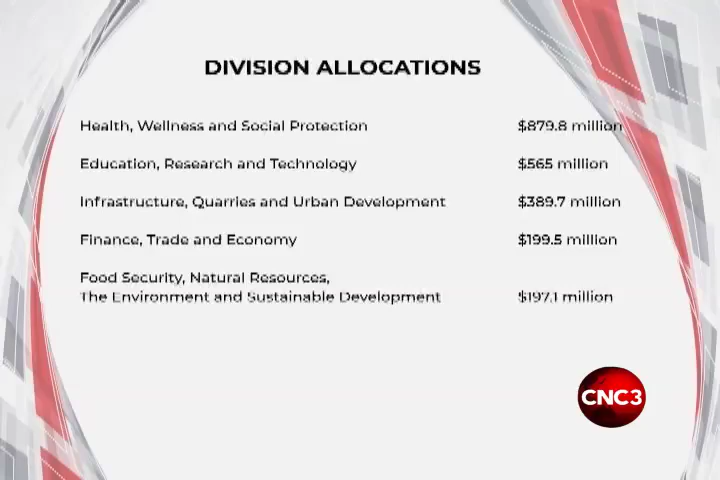 DIVISION ALLOCATIONS
Health, Wellness and Social Protection $879.8 million
Education, Research and Technology $565 million
Infrastructure, Quarries and Urban Development $389.7 million
Finance, Trade and Economy $199.5 million
Food Security, Natural Resources,
The Environment and Sustainable Development $197.1 million
CNC3